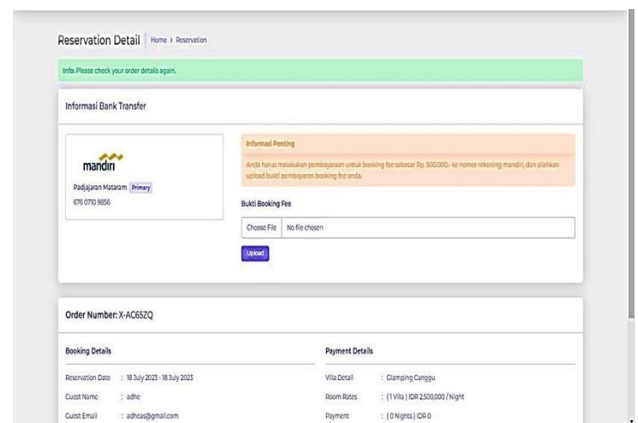 Reservation Detail Home > Reservation
Info: Please check your order details again.
Informasi Bank Transfer
mandiri
Padjajaran Mataram Primary
676 0710 9856
Informasi Penting
Anda harus melakukan pembayaraan untuk booking fee sebesar Rp. 500.000,- ke nomor rekening mandiri, dan silahkan
upload bukti pembayaran booking fee anda.
Bukti Booking Fee
Choose File No file chosen
Upload
Order Number: X-AC65ZQ
Booking Details
Reservation Date : 18 July 2023 - 18 July 2023
Guest Name : adhe
Guest Email : adheas@gmail.com
Payment Details
Villa Detail : Glamping Canggu
Room Rates : ( 1 Villa ) IDR 2,500,000 / Night
Payment : ( 0 Nights ) IDR 0